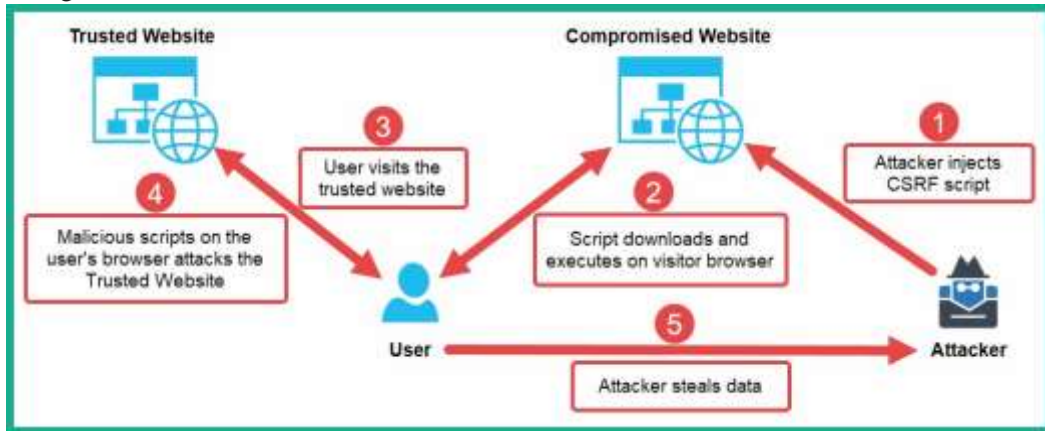 Trusted Website
Compromised Website
3
User visits the
trusted website
1
Attacker injects
CSRF script
4
Malicious scripts on the
user's browser attacks the
Trusted Website
2
Script downloads and
executes on visitor browser
User
5
Attacker steals data
Attacker